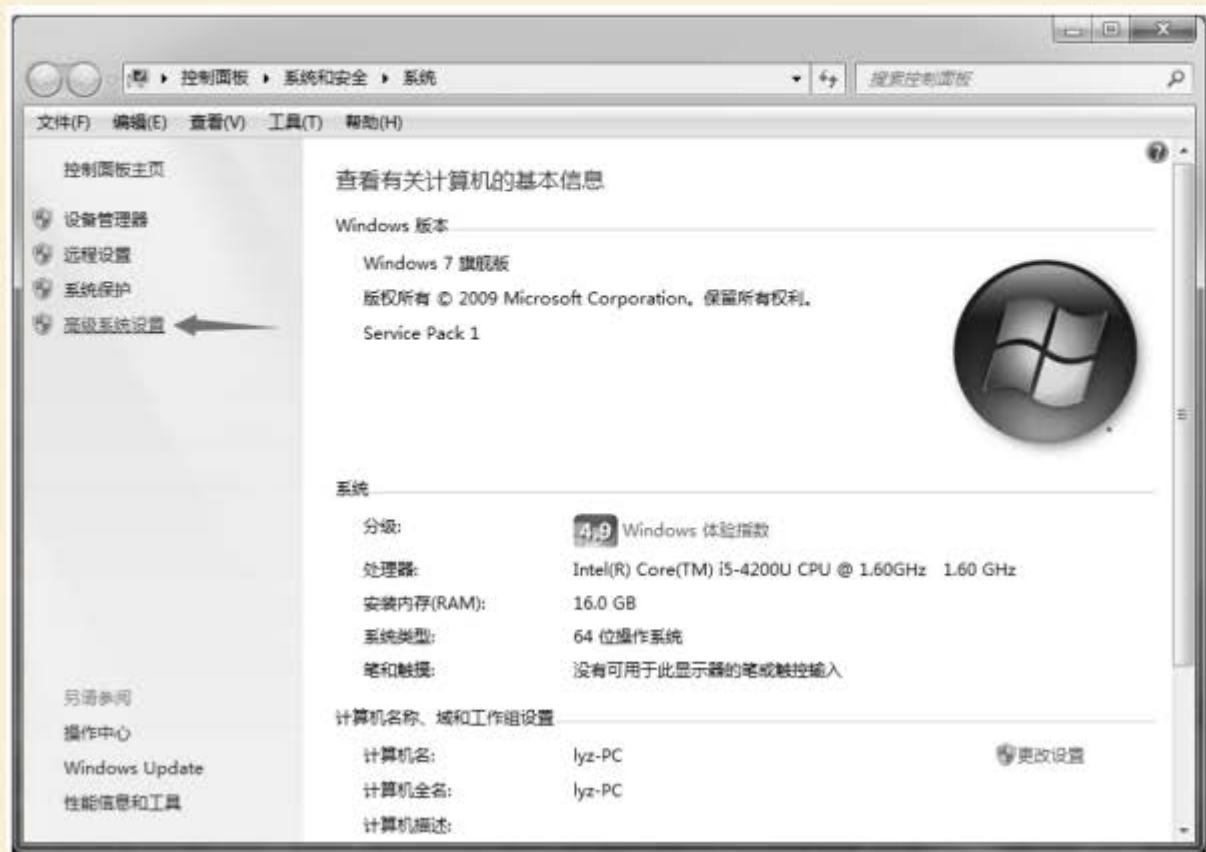 控制面板 ▸ 系统和安全 ▸ 系统
搜索控制面板
文件(F) 编辑(E) 查看(V) 工具(T) 帮助(H)
控制面板主页
设备管理器
远程设置
系统保护
高级系统设置
另请参阅
操作中心
Windows Update
性能信息和工具
查看有关计算机的基本信息
Windows 版本
Windows 7 旗舰版
版权所有 © 2009 Microsoft Corporation。保留所有权利。
Service Pack 1
系统
分级: 4.9 Windows 体验指数
处理器: Intel(R) Core(TM) i5-4200U CPU @ 1.60GHz 1.60 GHz
安装内存(RAM): 16.0 GB
系统类型: 64 位操作系统
笔和触摸: 没有可用于此显示器的笔或触控输入
计算机名称、域和工作组设置
计算机名: lyz-PC 更改设置
计算机全名: lyz-PC
计算机描述: